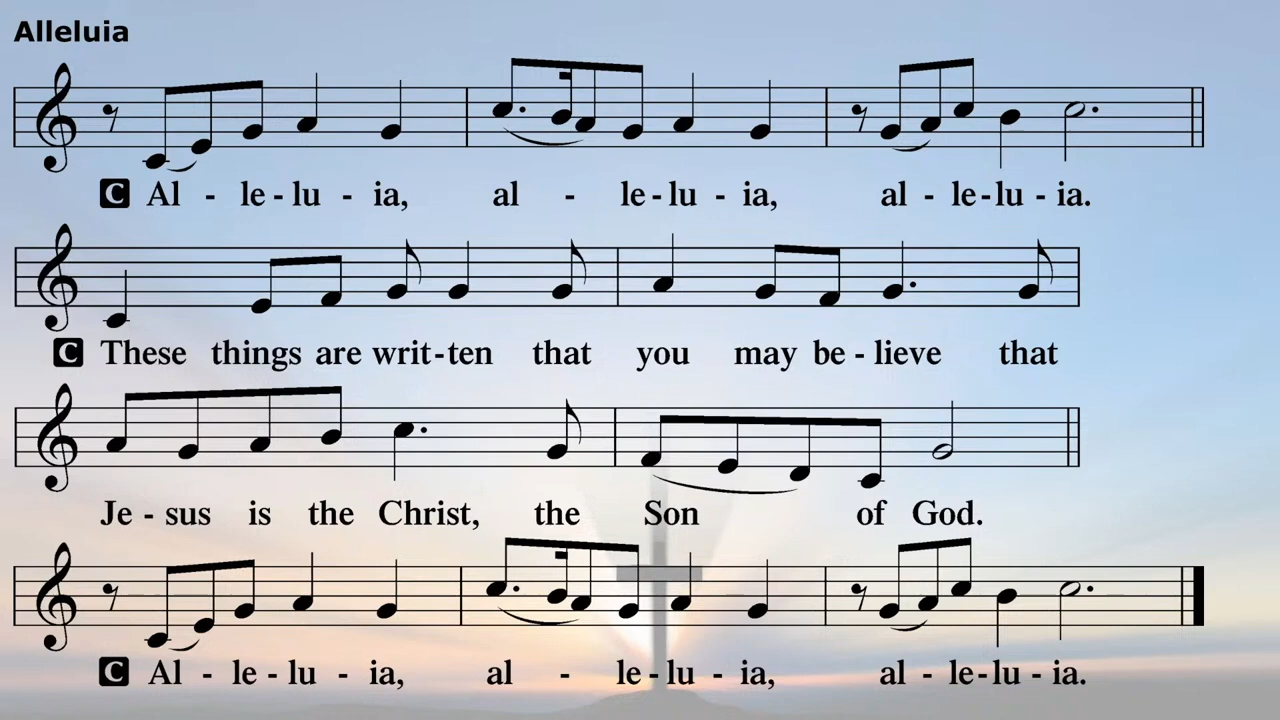 Alleluia
C Al - le - lu - ia, al - le - lu - ia, al - le - lu - ia.
C These things are writ - ten that you may be - lieve that
Je - sus is the Christ, the Son of God.
C Al - le - lu - ia, al - le - lu - ia, al - le - lu - ia.